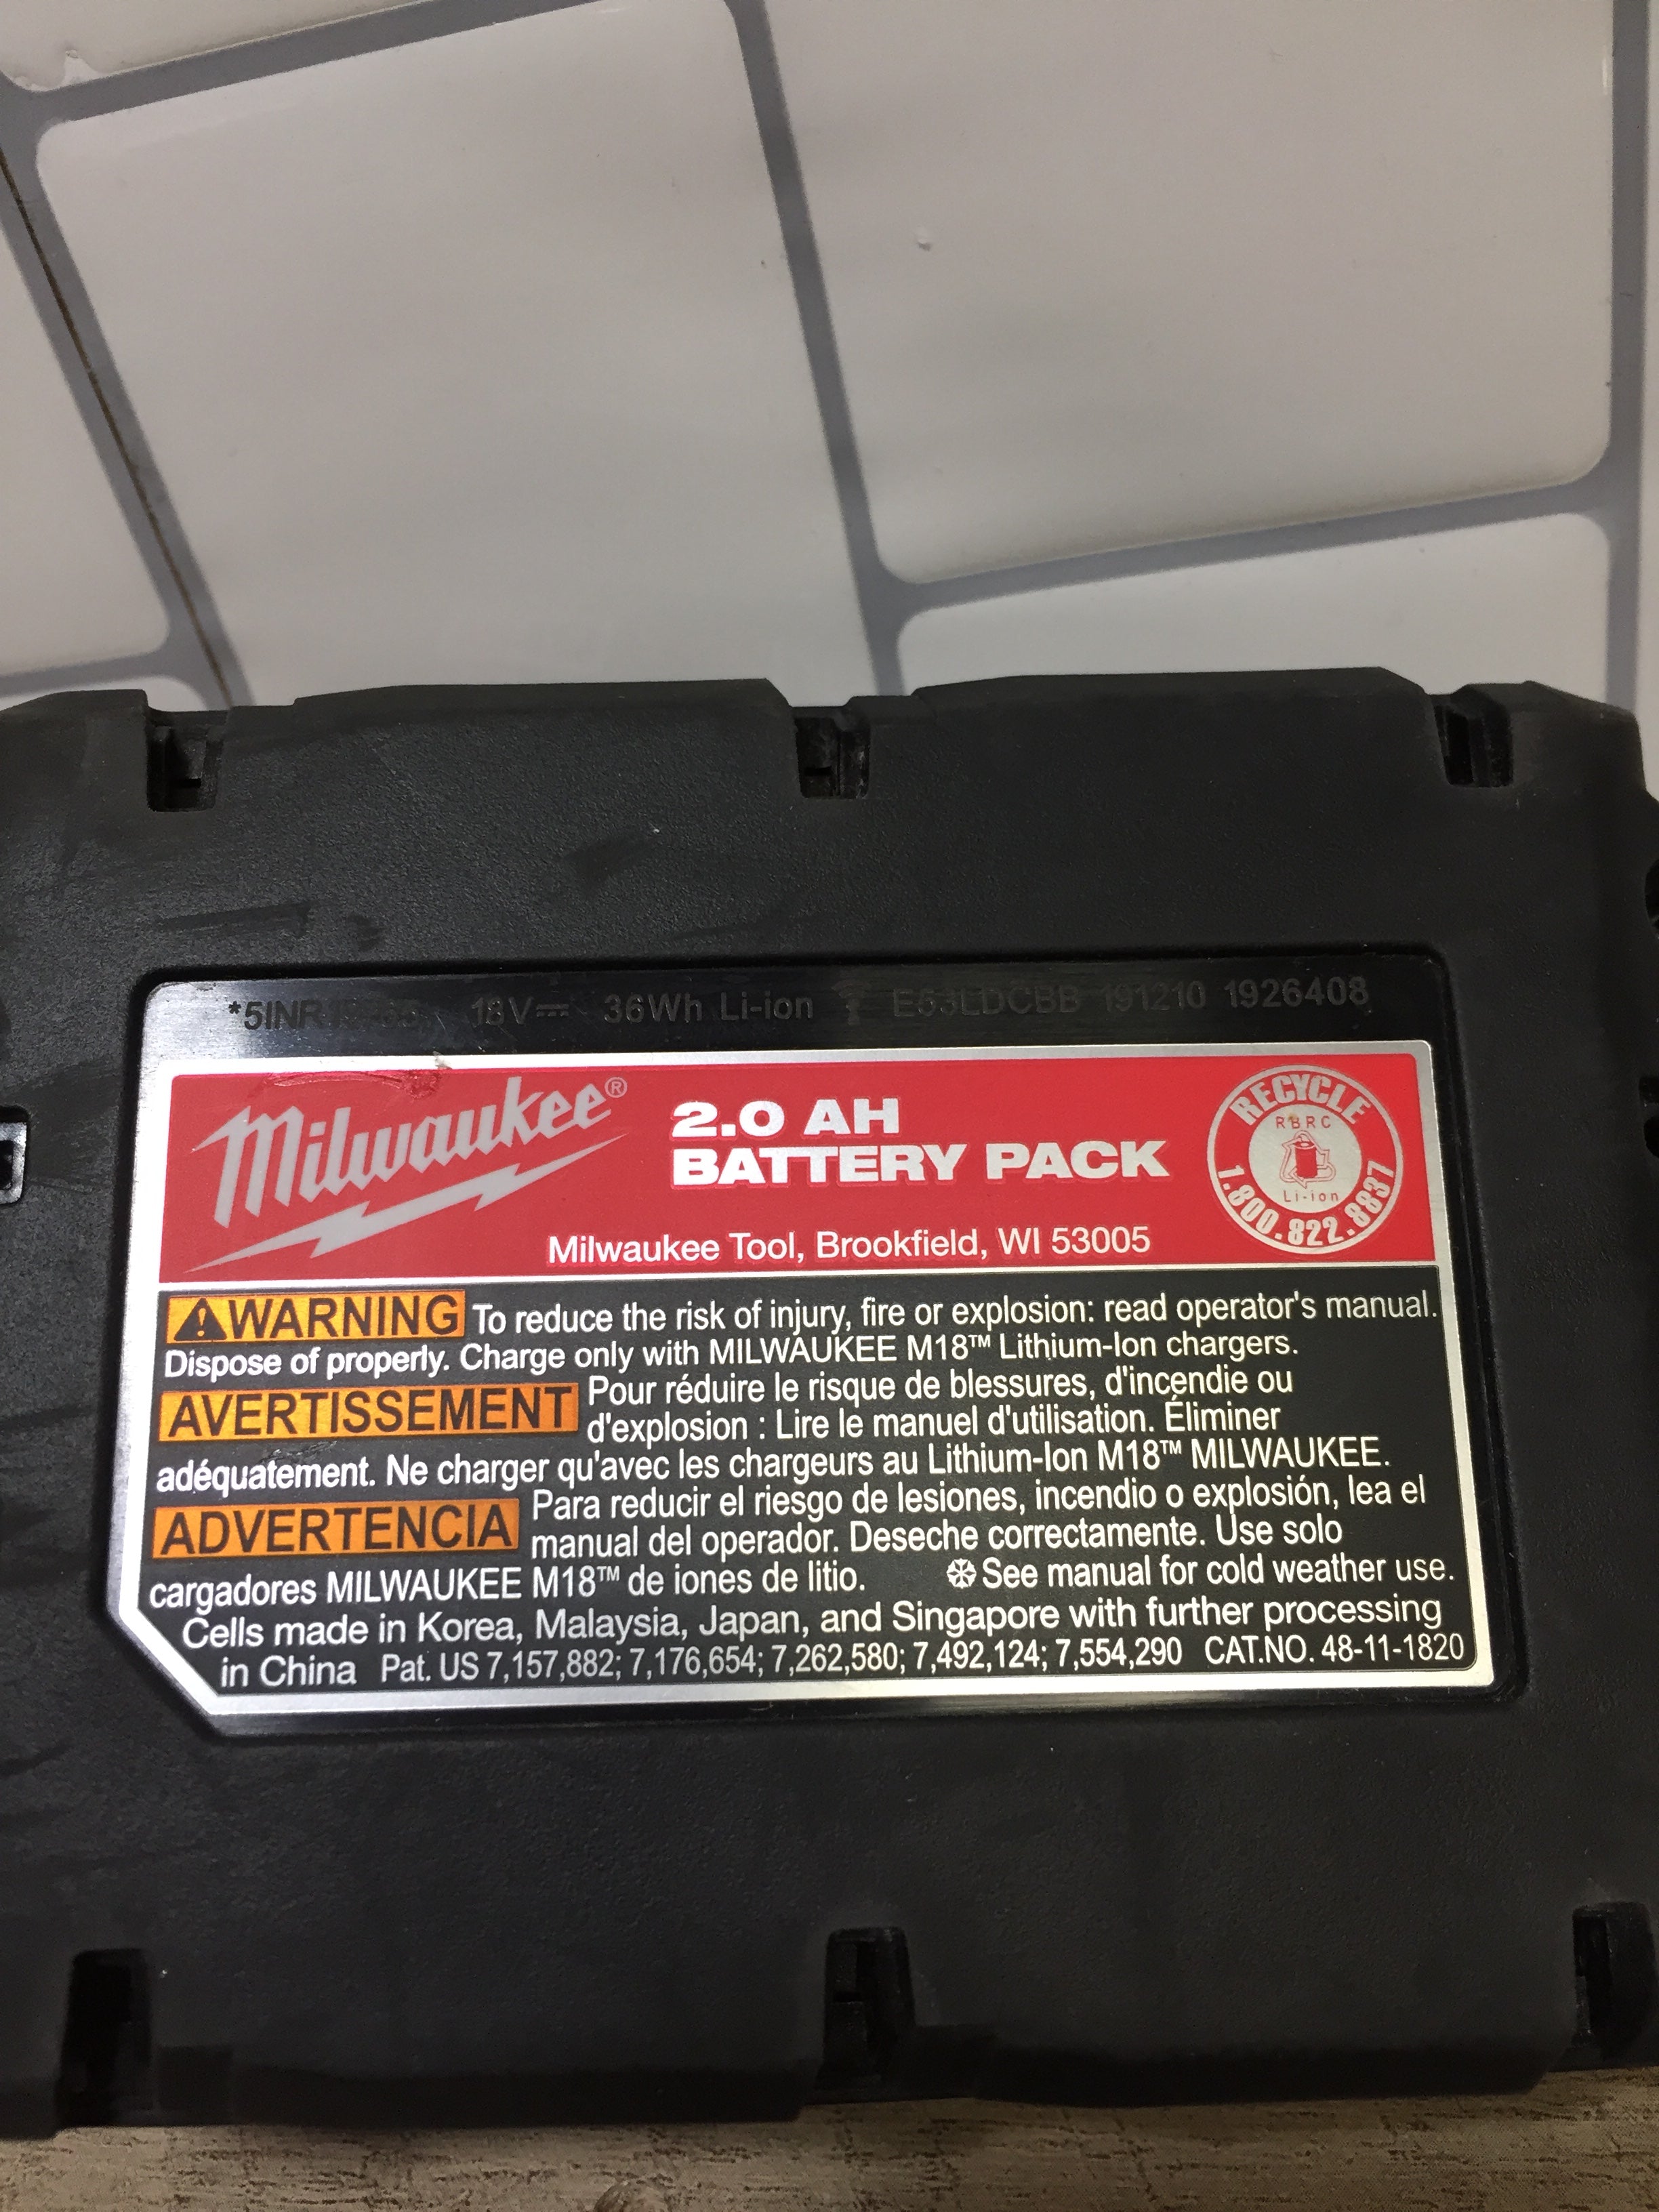 18V⎓ 36Wh Li-ion E53LDCBB 191210 1926408
Milwaukee®
2.0 AH
BATTERY PACK
Milwaukee Tool, Brookfield, WI 53005
RECYCLE
RBRC
Li-ion
1.800.822.8837
⚠WARNING To reduce the risk of injury, fire or explosion: read operator's manual.
Dispose of properly. Charge only with MILWAUKEE M18™ Lithium-Ion chargers.
AVERTISSEMENT Pour réduire le risque de blessures, d'incendie ou
d'explosion : Lire le manuel d'utilisation. Éliminer
adéquatement. Ne charger qu'avec les chargeurs au Lithium-Ion M18™ MILWAUKEE.
ADVERTENCIA Para reducir el riesgo de lesiones, incendio o explosión, lea el
manual del operador. Deseche correctamente. Use solo
cargadores MILWAUKEE M18™ de iones de litio. ❄See manual for cold weather use.
Cells made in Korea, Malaysia, Japan, and Singapore with further processing
in China Pat. US 7,157,882; 7,176,654; 7,262,580; 7,492,124; 7,554,290 CAT.NO. 48-11-1820